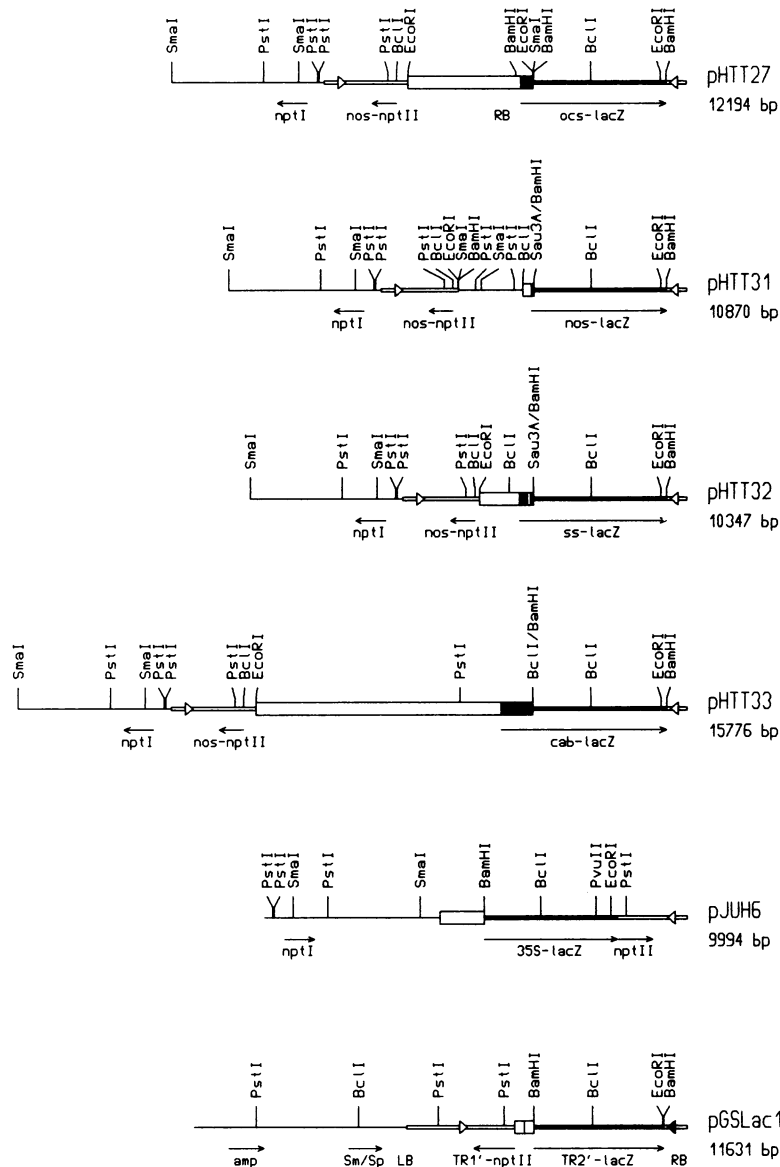 SmaI PstI SmaI PstI PstI PstI BclI EcoRI BamHI EcoRI SmaI BamHI BclI EcoRI BamHI
pHTT27
12194 bp
nptI nos-nptII RB ocs-lacZ
SmaI PstI SmaI PstI PstI PstI BclI EcoRI SmaI BamHI PstI SmaI PstI BclI Sau3A/BamHI BclI EcoRI BamHI
pHTT31
10870 bp
nptI nos-nptII nos-lacZ
SmaI PstI SmaI PstI PstI PstI BclI EcoRI BclI Sau3A/BamHI BclI EcoRI BamHI
pHTT32
10347 bp
nptI nos-nptII ss-lacZ
SmaI PstI SmaI PstI PstI PstI BclI EcoRI PstI BclI/BamHI BclI EcoRI BamHI
pHTT33
15776 bp
nptI nos-nptII cab-lacZ
PstI PstI SmaI PstI SmaI BamHI BclI PvuII EcoRI PstI
pJUH6
9994 bp
nptI 35S-lacZ nptII
PstI BclI PstI PstI BamHI BclI EcoRI BamHI
pGSLac1
11631 bp
amp Sm/Sp LB TR1'-nptII TR2'-lacZ RB